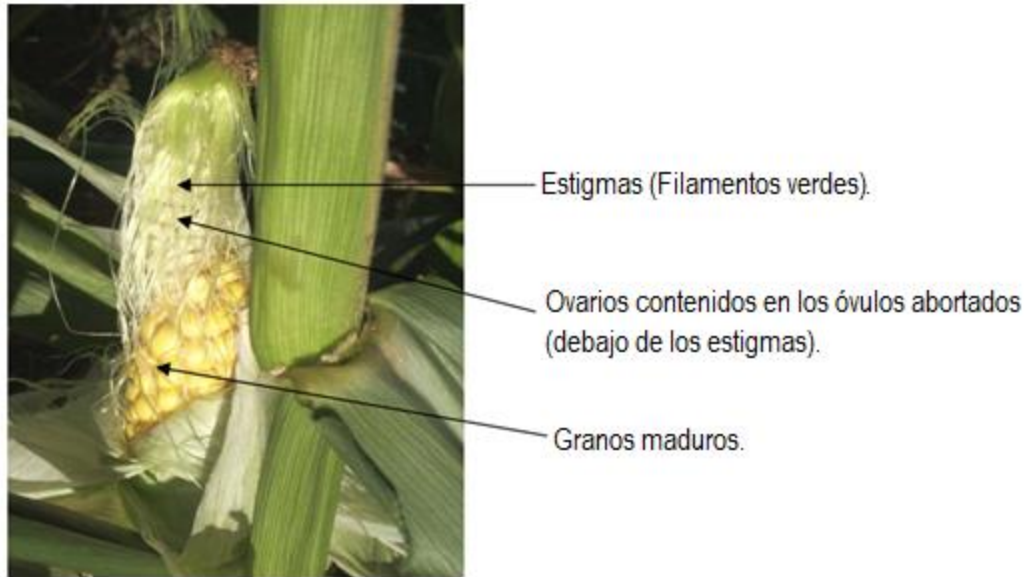 Estigmas (Filamentos verdes).
Ovarios contenidos en los óvulos abortados
(debajo de los estigmas).
Granos maduros.